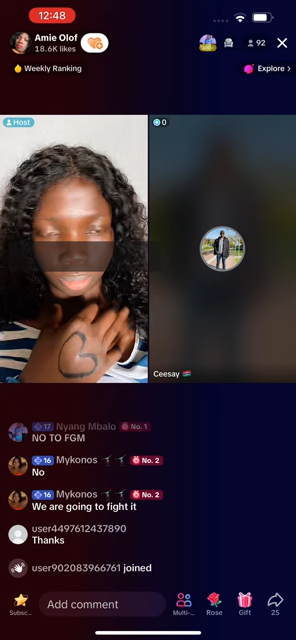 12:48
Amie Olof
18.6K likes
92
Weekly Ranking
Explore >
Host
0
Ceesay
17 Nyang Mbalo No. 1
NO TO FGM
16 Mykonos No. 2
No
16 Mykonos No. 2
We are going to fight it
user4497612437890
Thanks
user902083966761 joined
Subsc...
Add comment
Multi-...
Rose
Gift
25